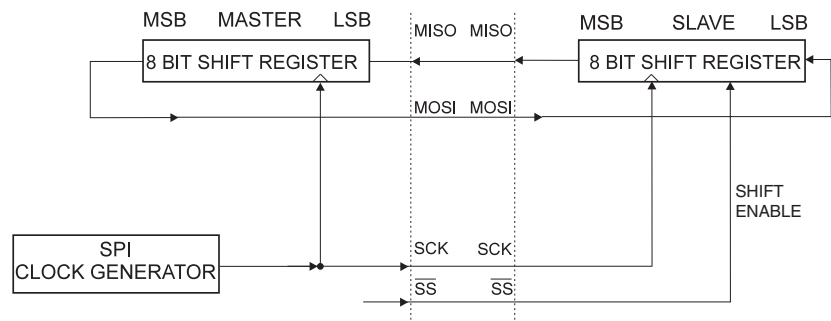 MSB MASTER LSB
MISO MISO
MSB SLAVE LSB
8 BIT SHIFT REGISTER
8 BIT SHIFT REGISTER
MOSI MOSI
SHIFT
ENABLE
SPI
CLOCK GENERATOR
SCK SCK
SS SS